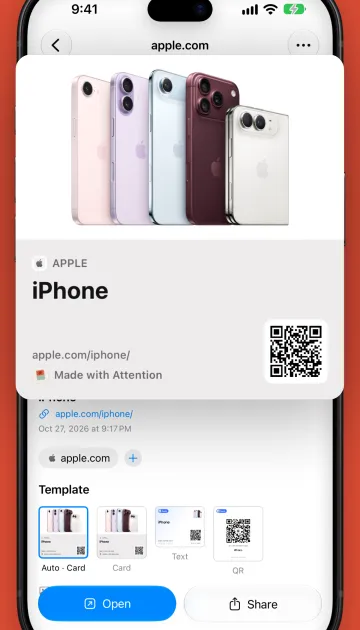 9:41
apple.com
APPLE
iPhone
apple.com/iphone/
Made with Attention
iPhone
apple.com/iphone/
Oct 27, 2026 at 9:17 PM
apple.com
Template
Auto · Card
Card
Text
QR
Open
Share